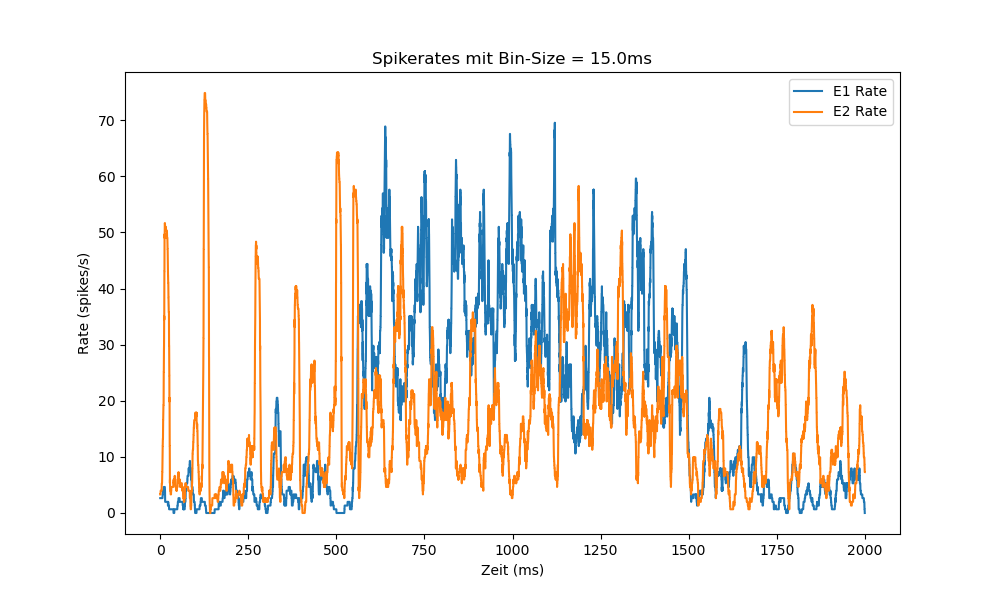 Spikerates mit Bin-Size = 15.0ms
E1 Rate
E2 Rate
Rate (spikes/s)
70
60
50
40
30
20
10
0
0 250 500 750 1000 1250 1500 1750 2000
Zeit (ms)